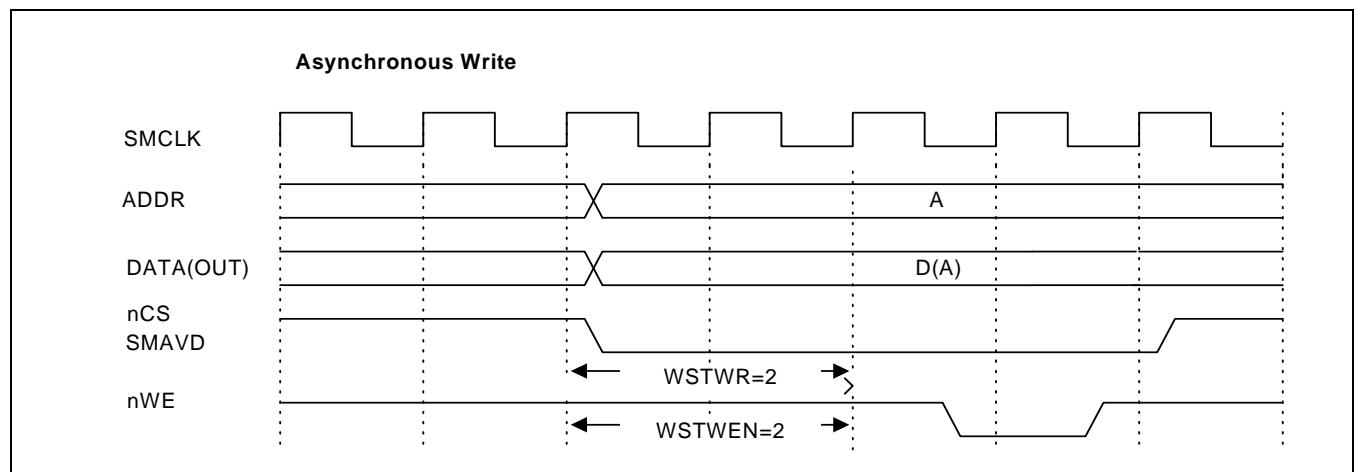 Asynchronous Write
SMCLK
ADDR
A
DATA(OUT)
D(A)
nCS
SMAVD
WSTWR=2
nWE
WSTWEN=2